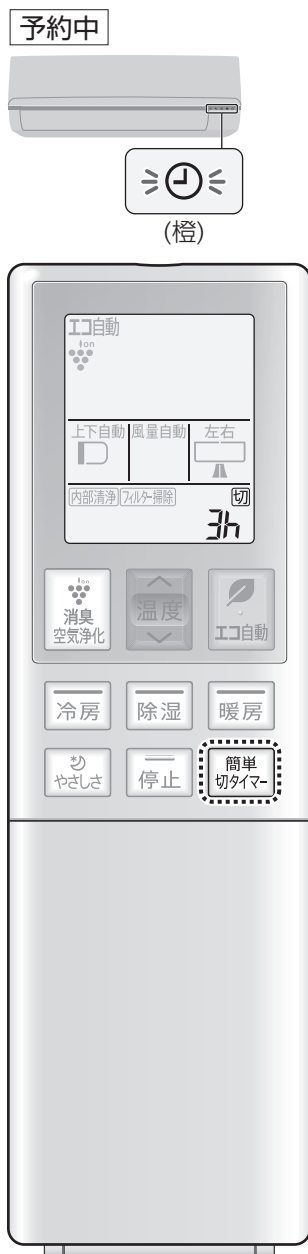 予約中
(橙)
エコ自動
ion
上下自動 風量自動 左右
内部清浄 フィルター掃除 切
3h
ion
消臭
空気浄化
温度
エコ自動
冷房 除湿 暖房
やさしさ
停止
簡単
切タイマー